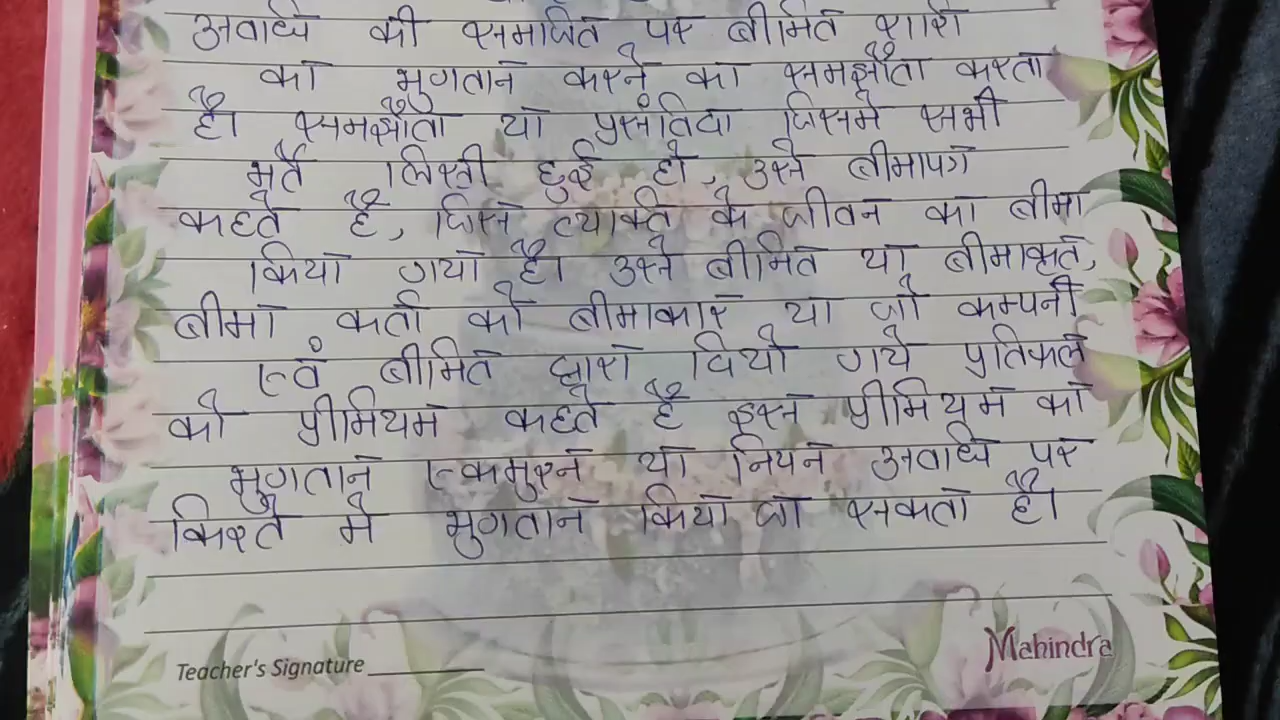 अवधि की समाप्ति पर बीमित राशी
का भुगतान करने का समझौता करता
है। समझौता या प्रसंविदा जिसमे सभी
शर्ते लिखी हुई हो, उसे बीमापत्र
कहते है, जिस व्यक्ति के जीवन का बीमा
किया गया है। उसे बीमित या बीमाकृत,
बीमा कर्ता को बीमाकार या जो कम्पनी
एवं बीमित द्वारा दिये गये प्रतिफल
को प्रीमियम कहते है इस प्रीमियम का
भुगतान एकमुश्त या नियत अवधि पर
किश्त मे भुगतान किया जा सकता है।
Teacher's Signature
Mahindra